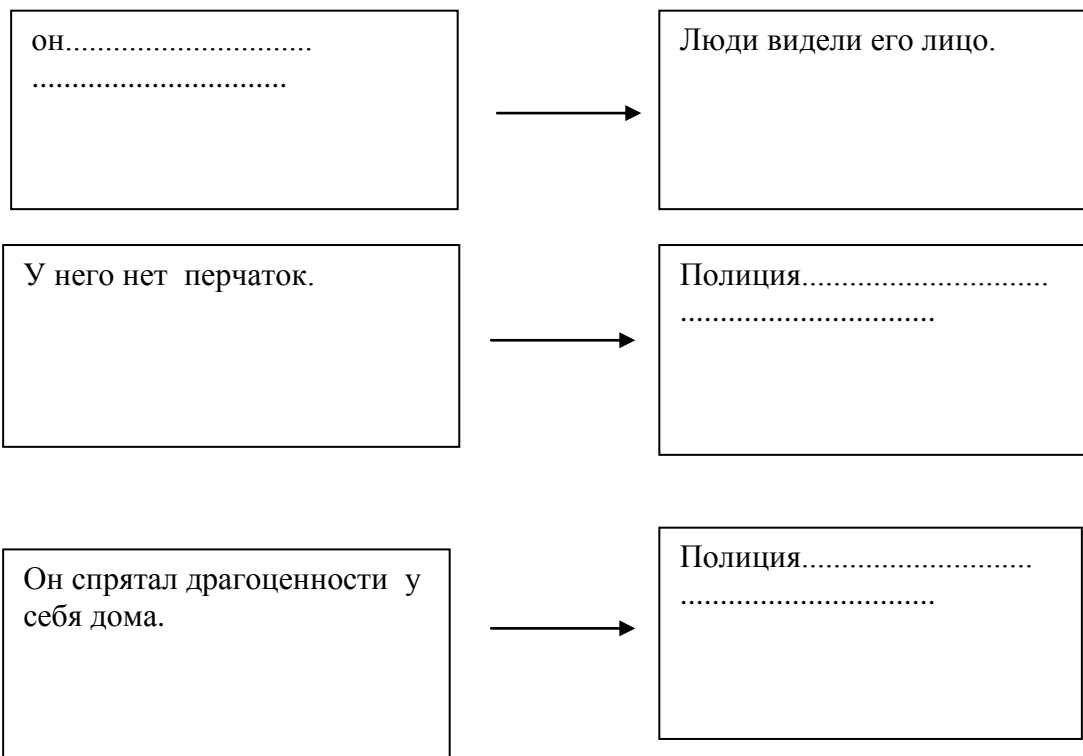 он...............................
................................
Люди видели его лицо.
У него нет  перчаток.
Полиция...............................
................................
Он спрятал драгоценности  у
себя дома.
Полиция.............................
................................